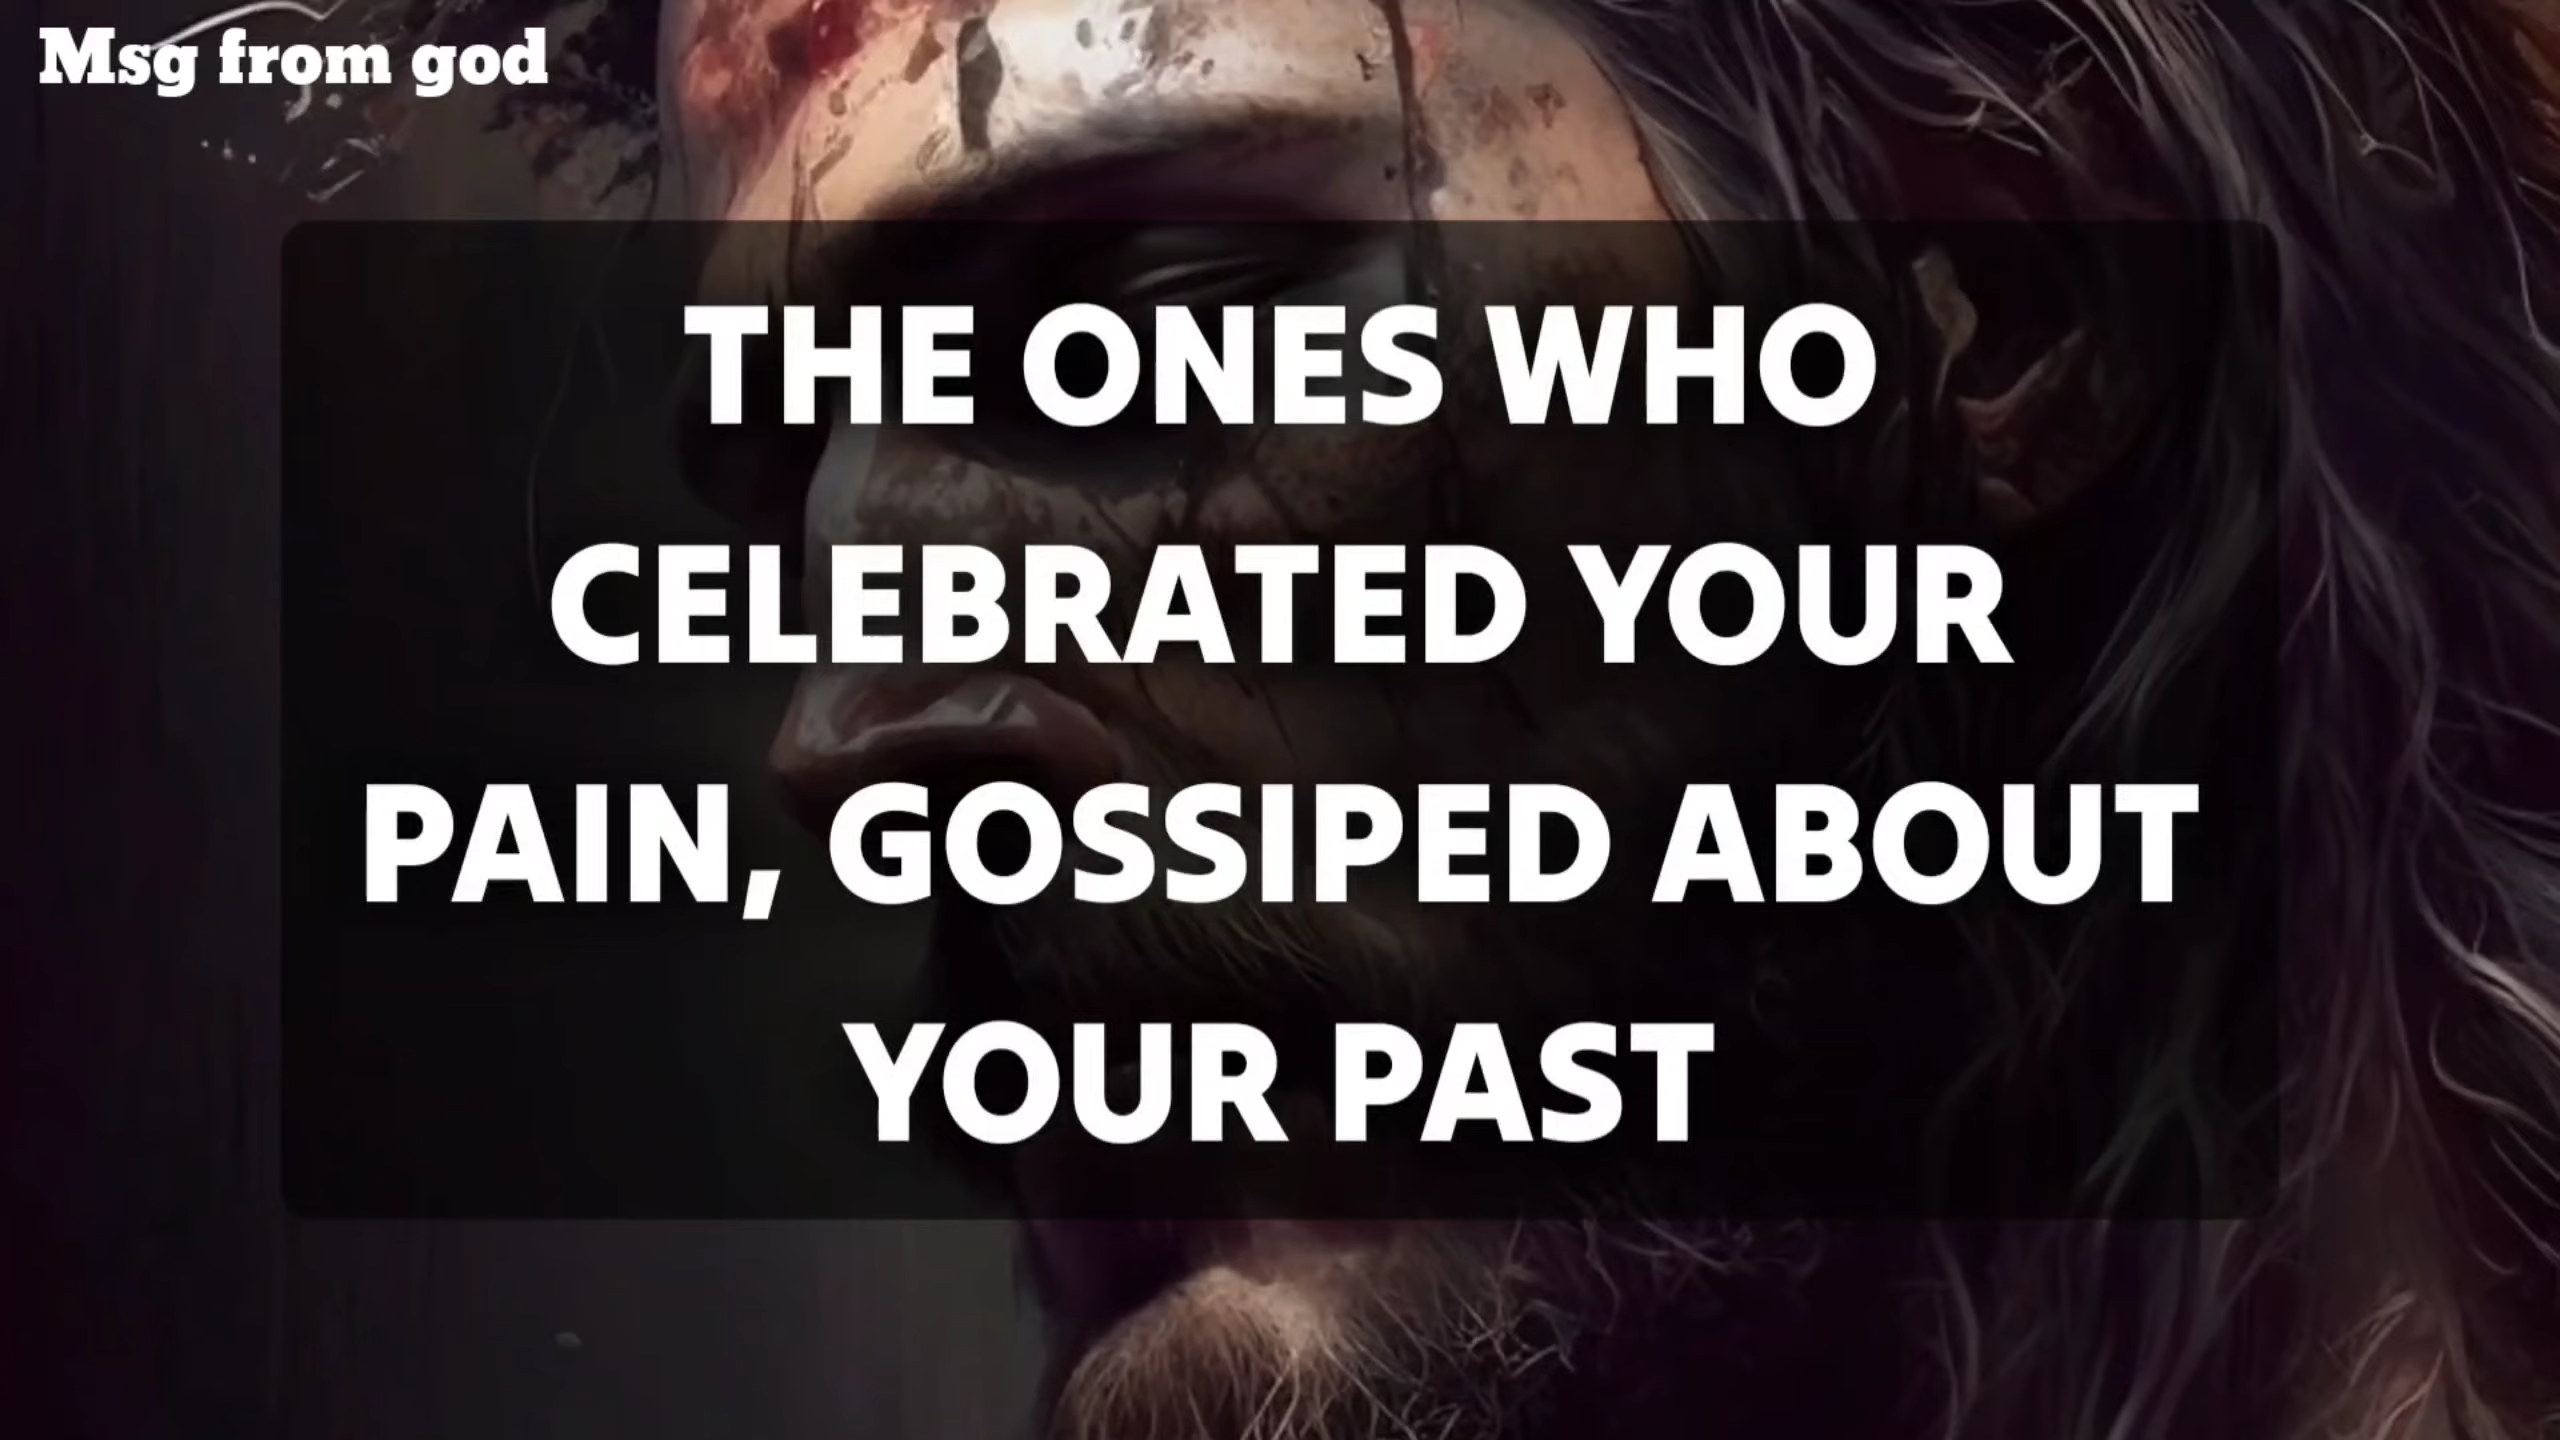 Msg from god
THE ONES WHO
CELEBRATED YOUR
PAIN, GOSSIPED ABOUT
YOUR PAST